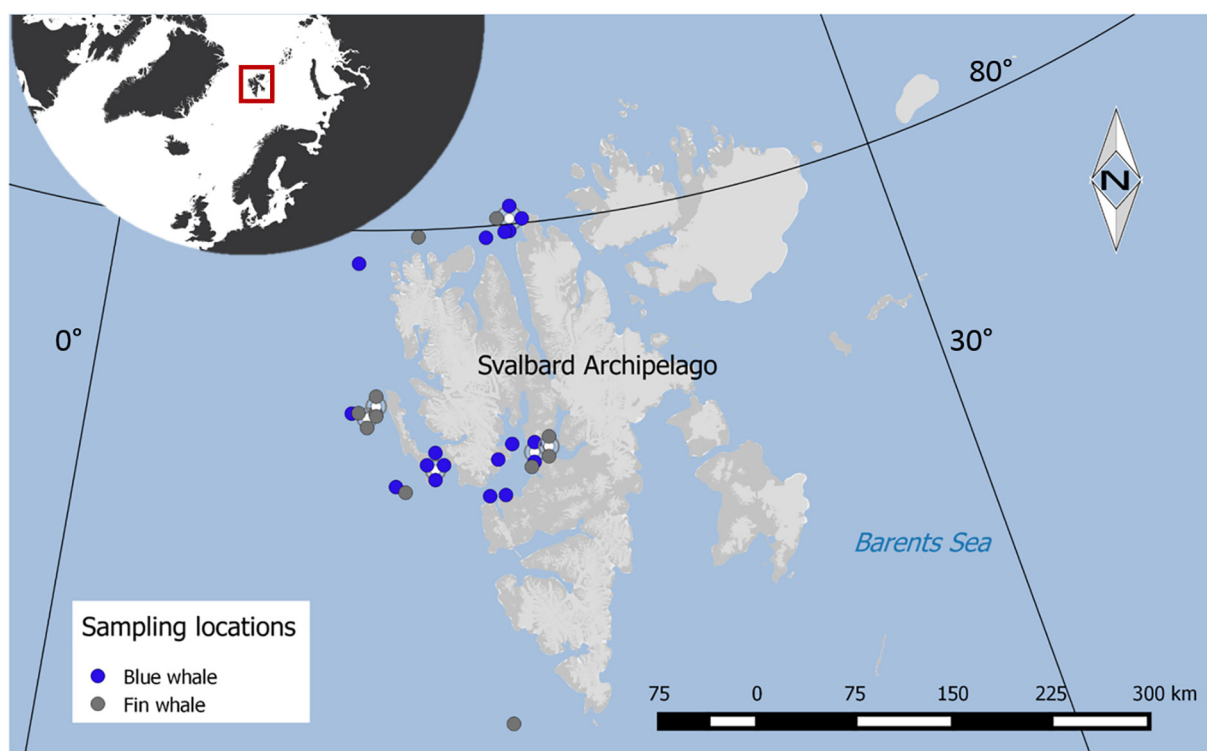 80°
N
0°
30°
Svalbard Archipelago
Barents Sea
Sampling locations
Blue whale
Fin whale
75 0 75 150 225 300 km